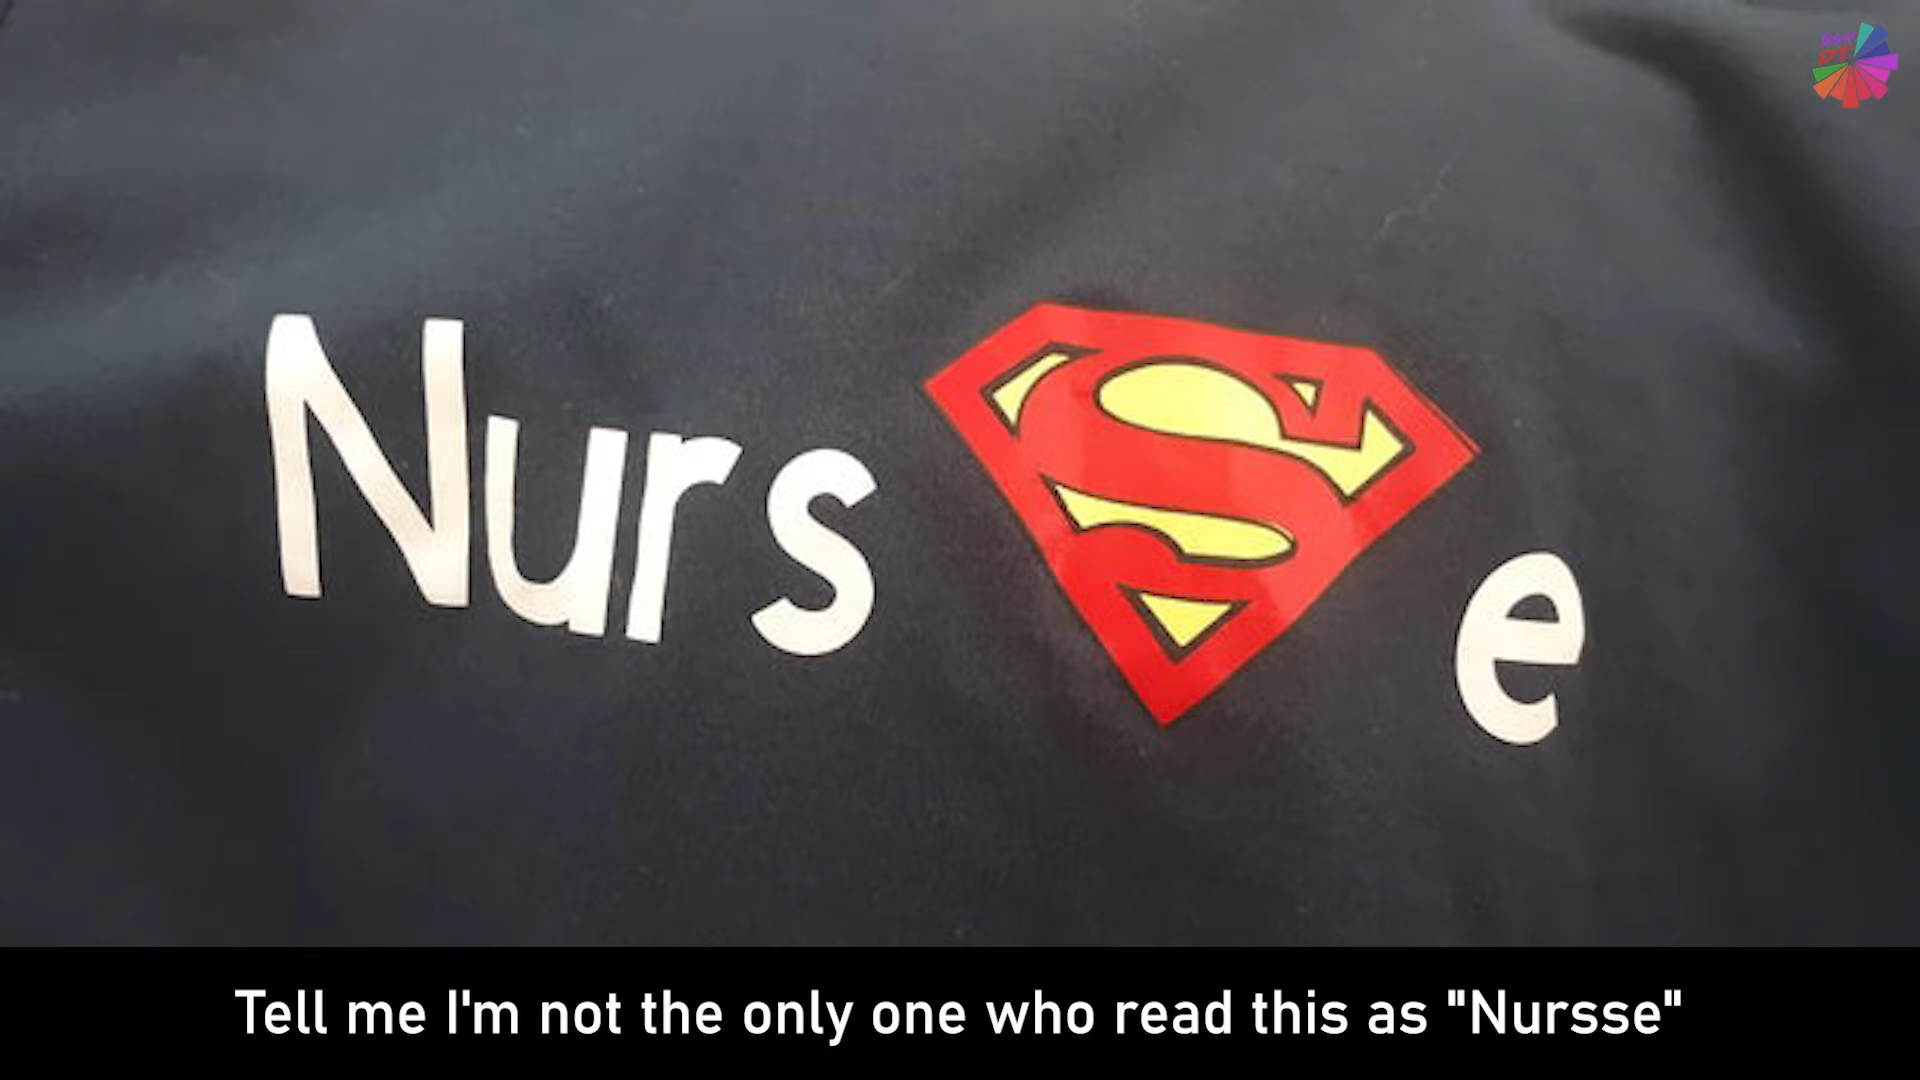 Nurs S e
Tell me I'm not the only one who read this as "Nursse"